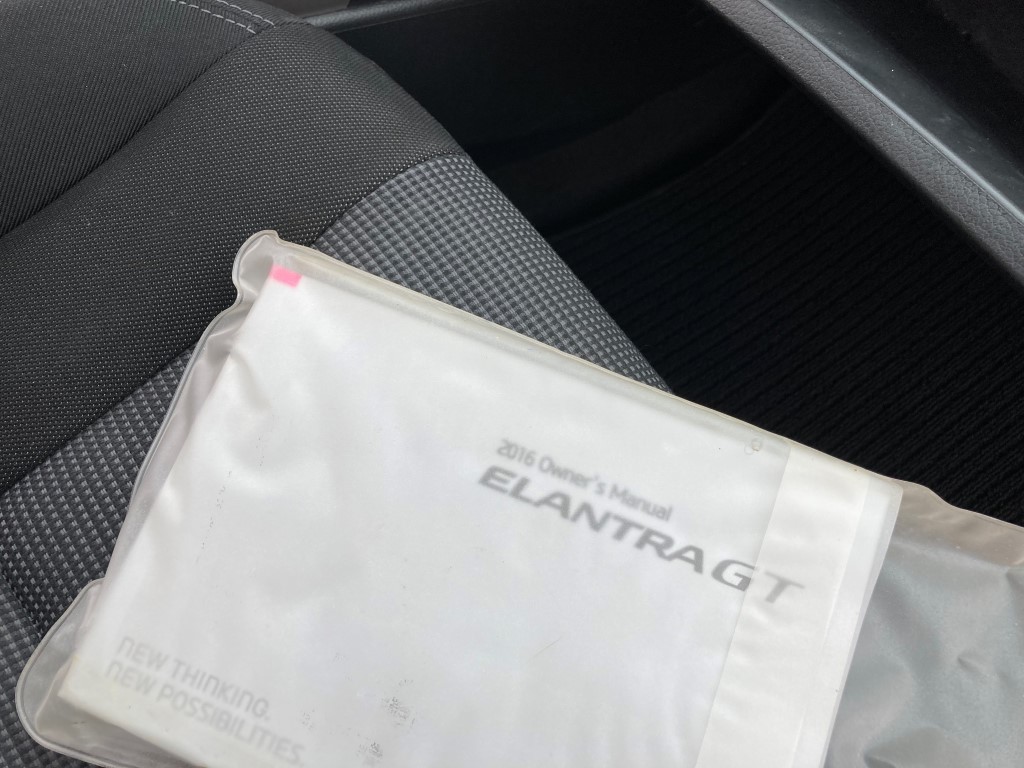 2016 Owner's Manual
ELANTRA GT
NEW THINKING.
NEW POSSIBILITIES.